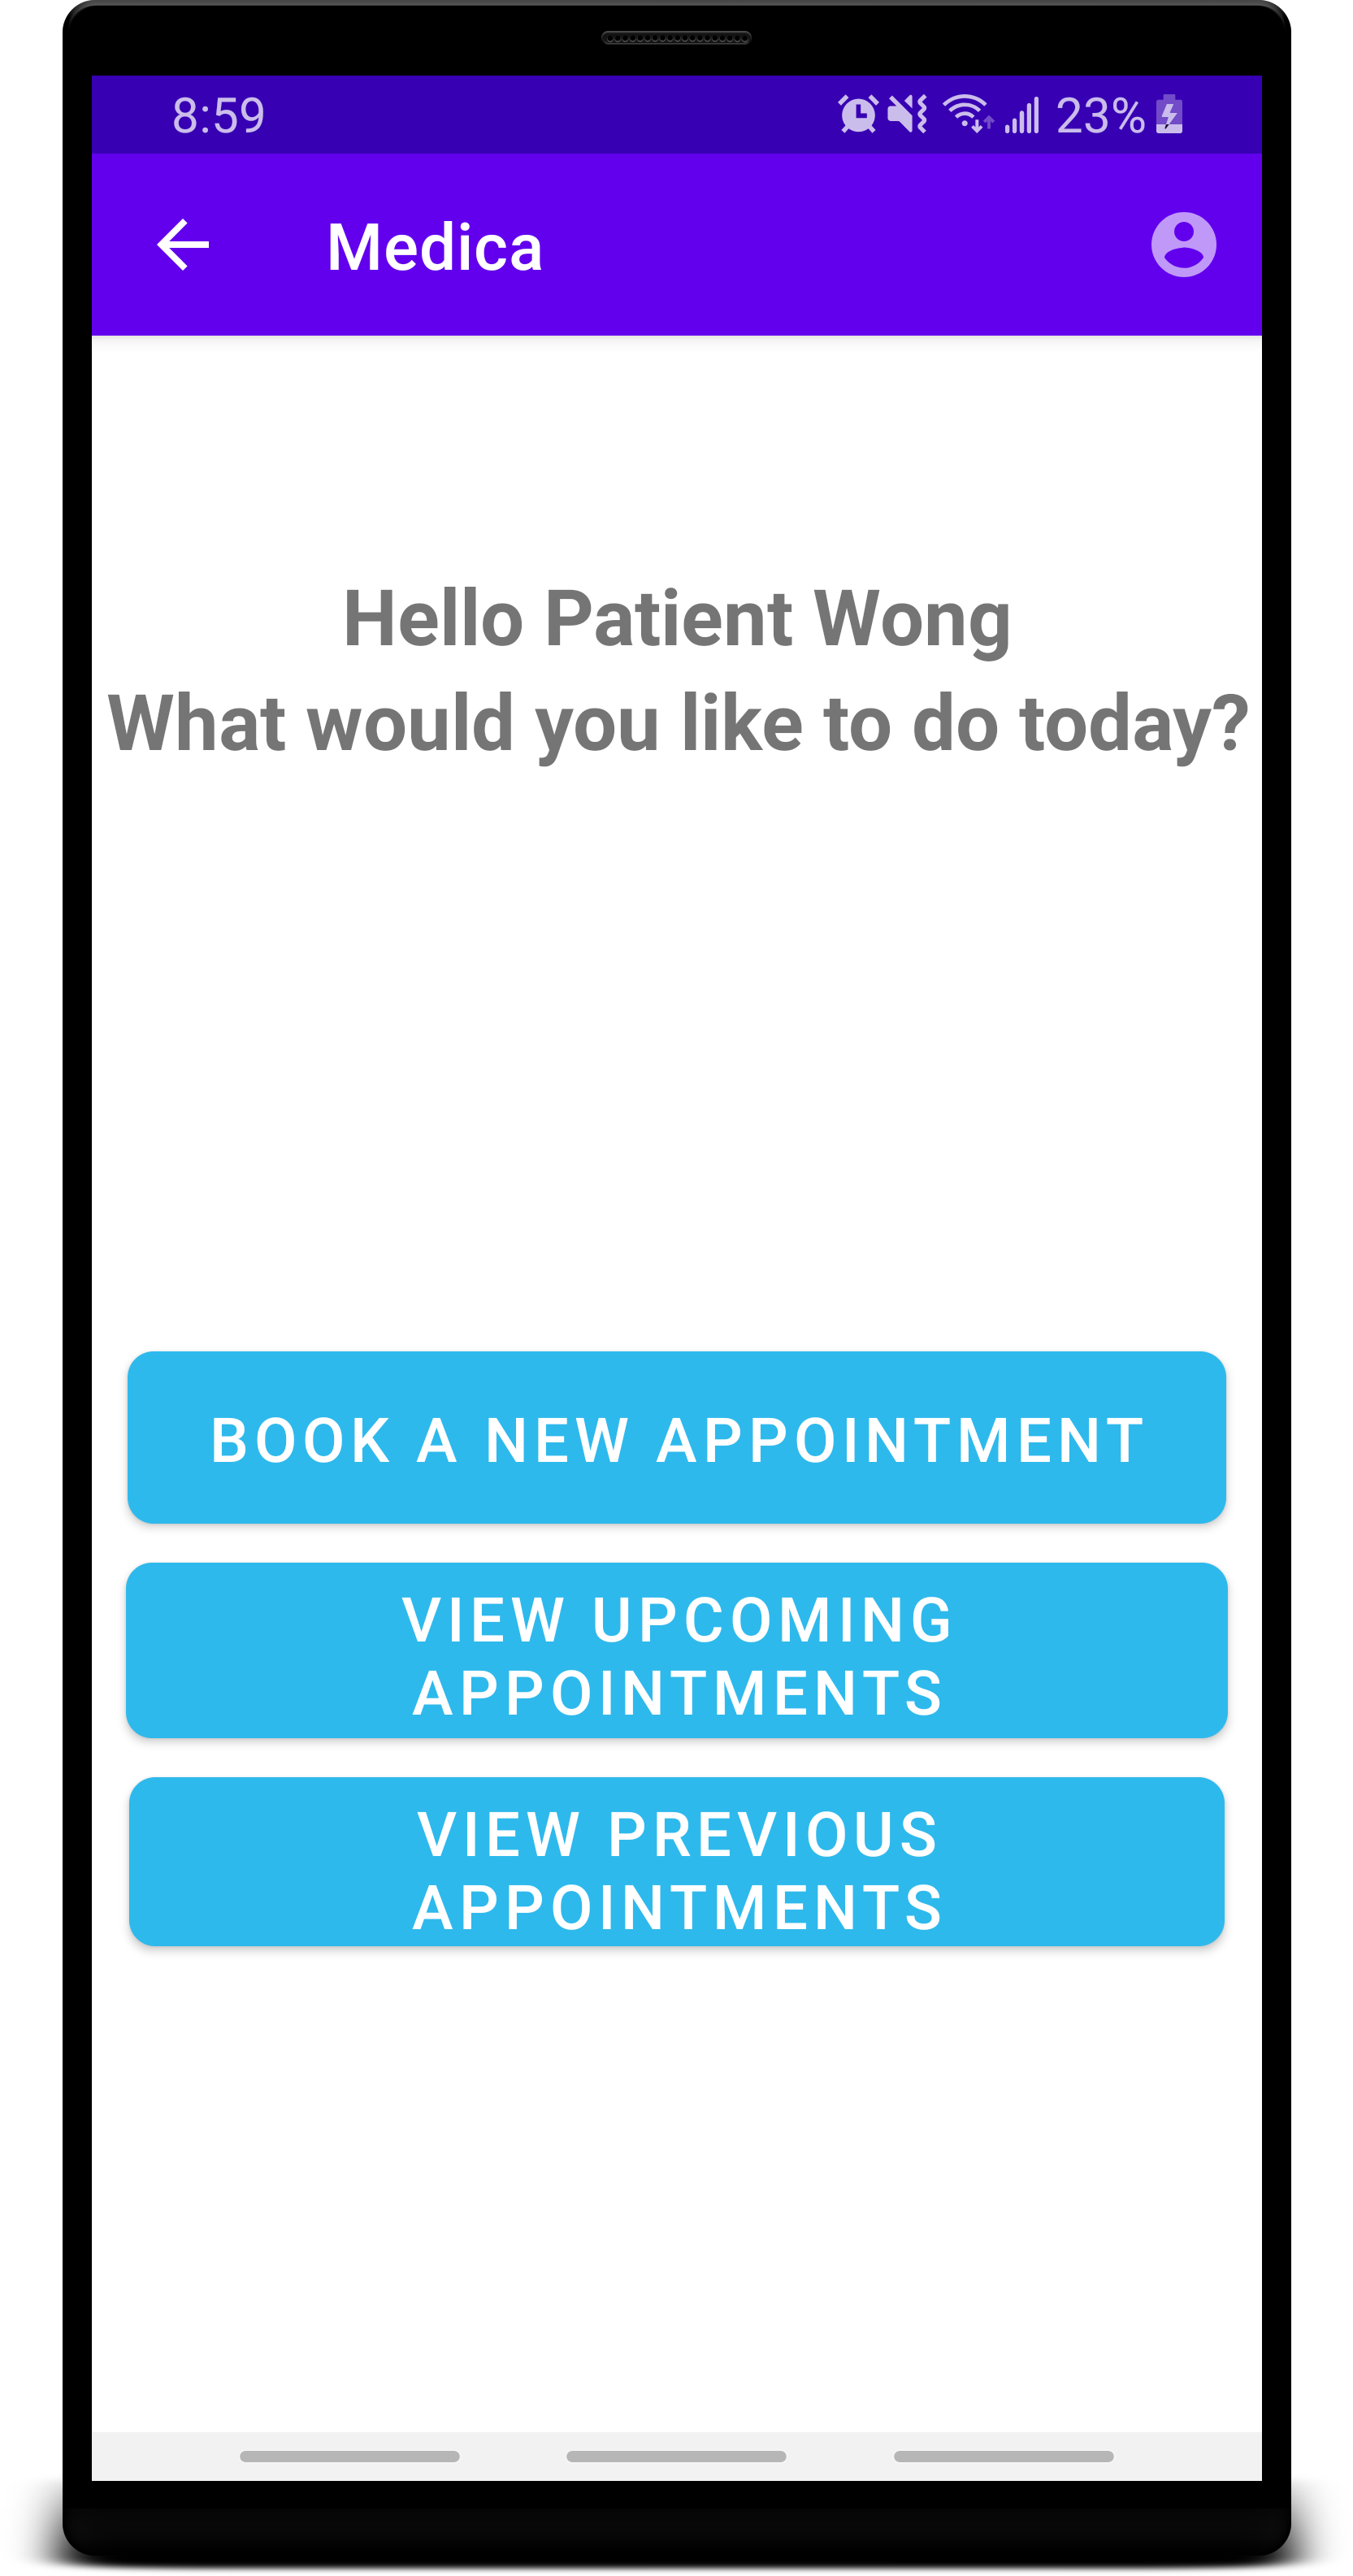 8:59 23%
Medica
Hello Patient Wong
What would you like to do today?
BOOK A NEW APPOINTMENT
VIEW UPCOMING
APPOINTMENTS
VIEW PREVIOUS
APPOINTMENTS